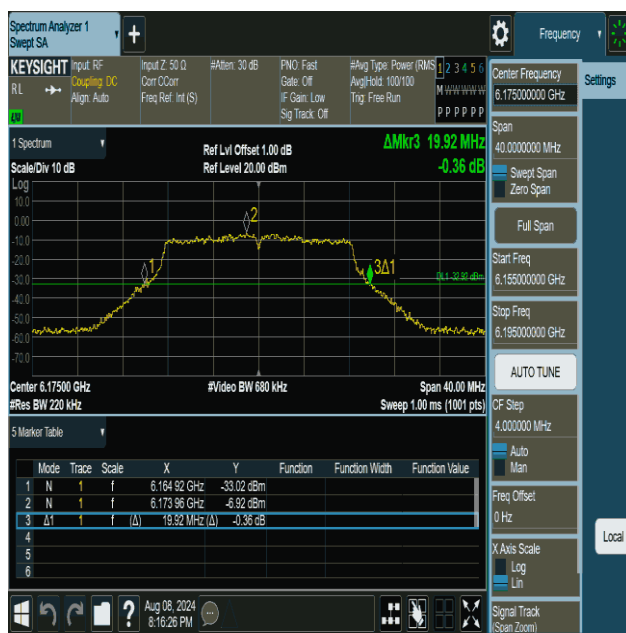 Spectrum Analyzer 1
Swept SA
+
Frequency
KEYSIGHT
RL
Input: RF
Coupling: DC
Align: Auto
Input Z: 50 Ω
Corr CCorr
Freq Ref: Int (S)
#Atten: 30 dB
PNO: Fast
Gate: Off
IF Gain: Low
Sig Track: Off
#Avg Type: Power (RMS
Avg|Hold: 100/100
Trig: Free Run
1 2 3 4 5 6
M W W W W W
P P P P P P
1 Spectrum
Scale/Div 10 dB
Ref Lvl Offset 1.00 dB
Ref Level 20.00 dBm
ΔMkr3 19.92 MHz
-0.36 dB
Log
10.0
0.00
-10.0
-20.0
-30.0
-40.0
-50.0
-60.0
-70.0
1
2
3Δ1
DL1 -32.92 dBm
Center 6.17500 GHz
#Res BW 220 kHz
#Video BW 680 kHz
Span 40.00 MHz
Sweep 1.00 ms (1001 pts)
5 Marker Table
Mode Trace Scale X Y Function Function Width Function Value
1 N 1 f 6.164 92 GHz -33.02 dBm
2 N 1 f 6.173 96 GHz -6.92 dBm
3 Δ1 1 f (Δ) 19.92 MHz (Δ) -0.36 dB
4
5
6
?
Aug 08, 2024
8:16:26 PM
Center Frequency
6.175000000 GHz
Settings
Span
40.0000000 MHz
Swept Span
Zero Span
Full Span
Start Freq
6.155000000 GHz
Stop Freq
6.195000000 GHz
AUTO TUNE
CF Step
4.000000 MHz
Auto
Man
Freq Offset
0 Hz
X Axis Scale
Log
Lin
Local
Signal Track
(Span Zoom)